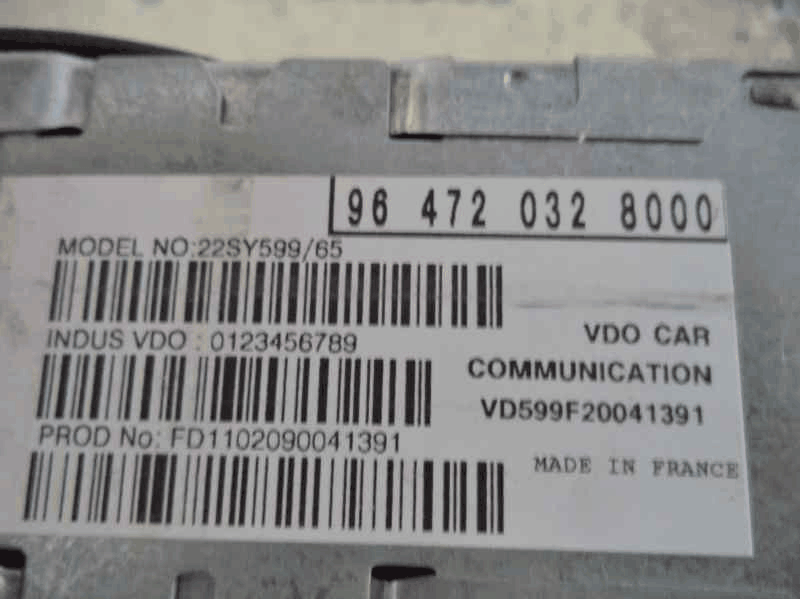 96 472 032 8000
MODEL NO:22SY599/65
INDUS VDO : 0123456789
VDO CAR
COMMUNICATION
VD599F20041391
PROD No: FD1102090041391
MADE IN FRANCE